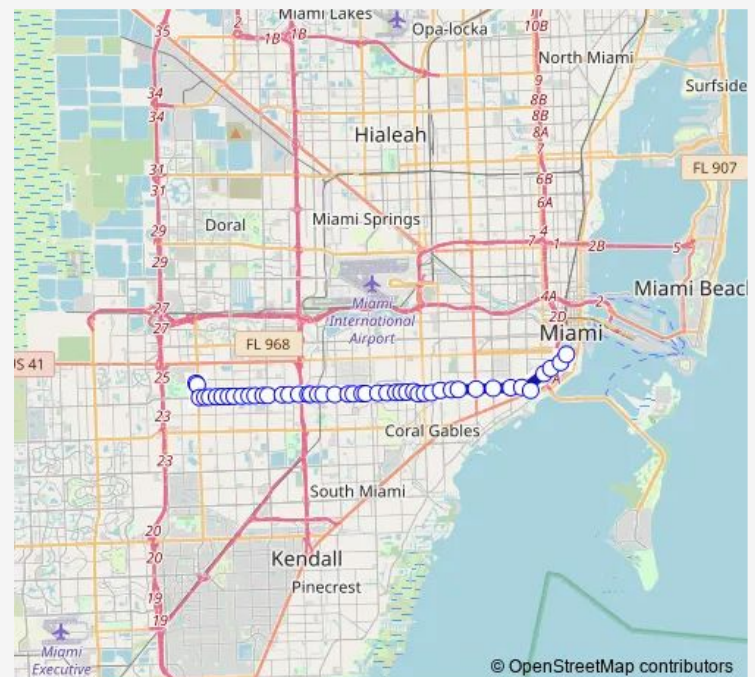 Miami Lakes
Opa-locka
35
2
1B
1B
10B
North Miami
9
Surfside
34
34
8B
8B
8A
Hialeah
7
FL 907
31
31
6B
6A
Doral
Miami Springs
29
29
4
7
1
2B
5
Miami Beach
27
27
Miami
International
Airport
4A
2
2D
Miami
FL 968
US 41
25
23
Coral Gables
23
South Miami
20
20
Kendall
Pinecrest
19
19
Miami
Executive
© OpenStreetMap contributors